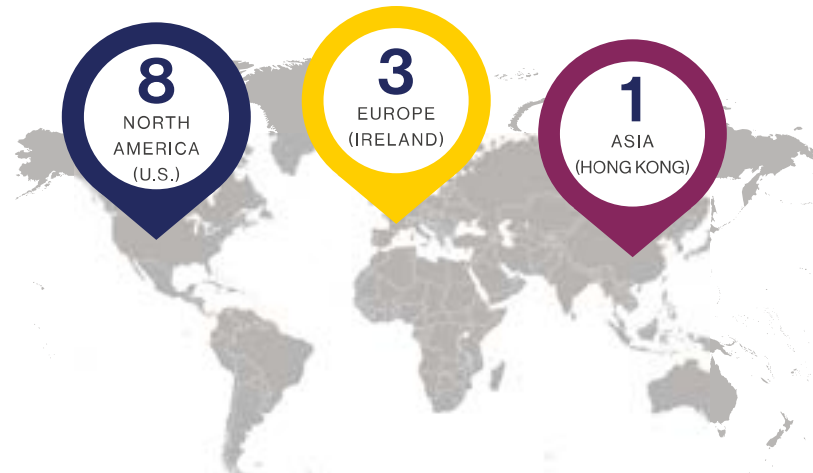 8
NORTH
AMERICA
(U.S.)
3
EUROPE
(IRELAND)
1
ASIA
(HONG KONG)